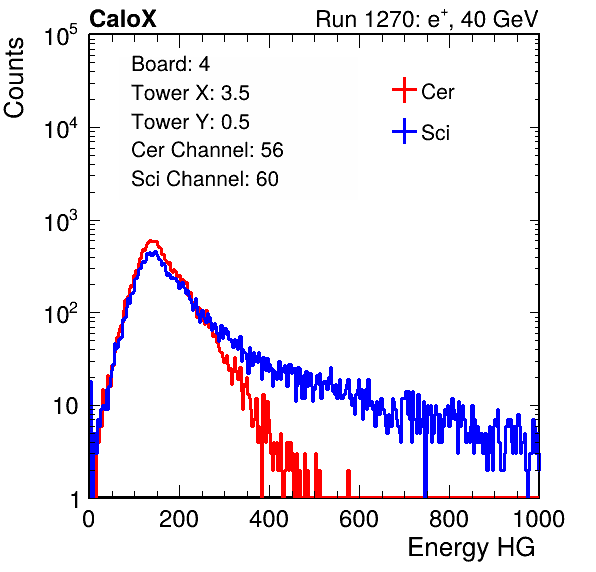 CaloX Run 1270: e⁺, 40 GeV
Counts
Board: 4
Tower X: 3.5
Tower Y: 0.5
Cer Channel: 56
Sci Channel: 60
Cer
Sci
10⁵
10⁴
10³
10²
10
1
0 200 400 600 800 1000
Energy HG